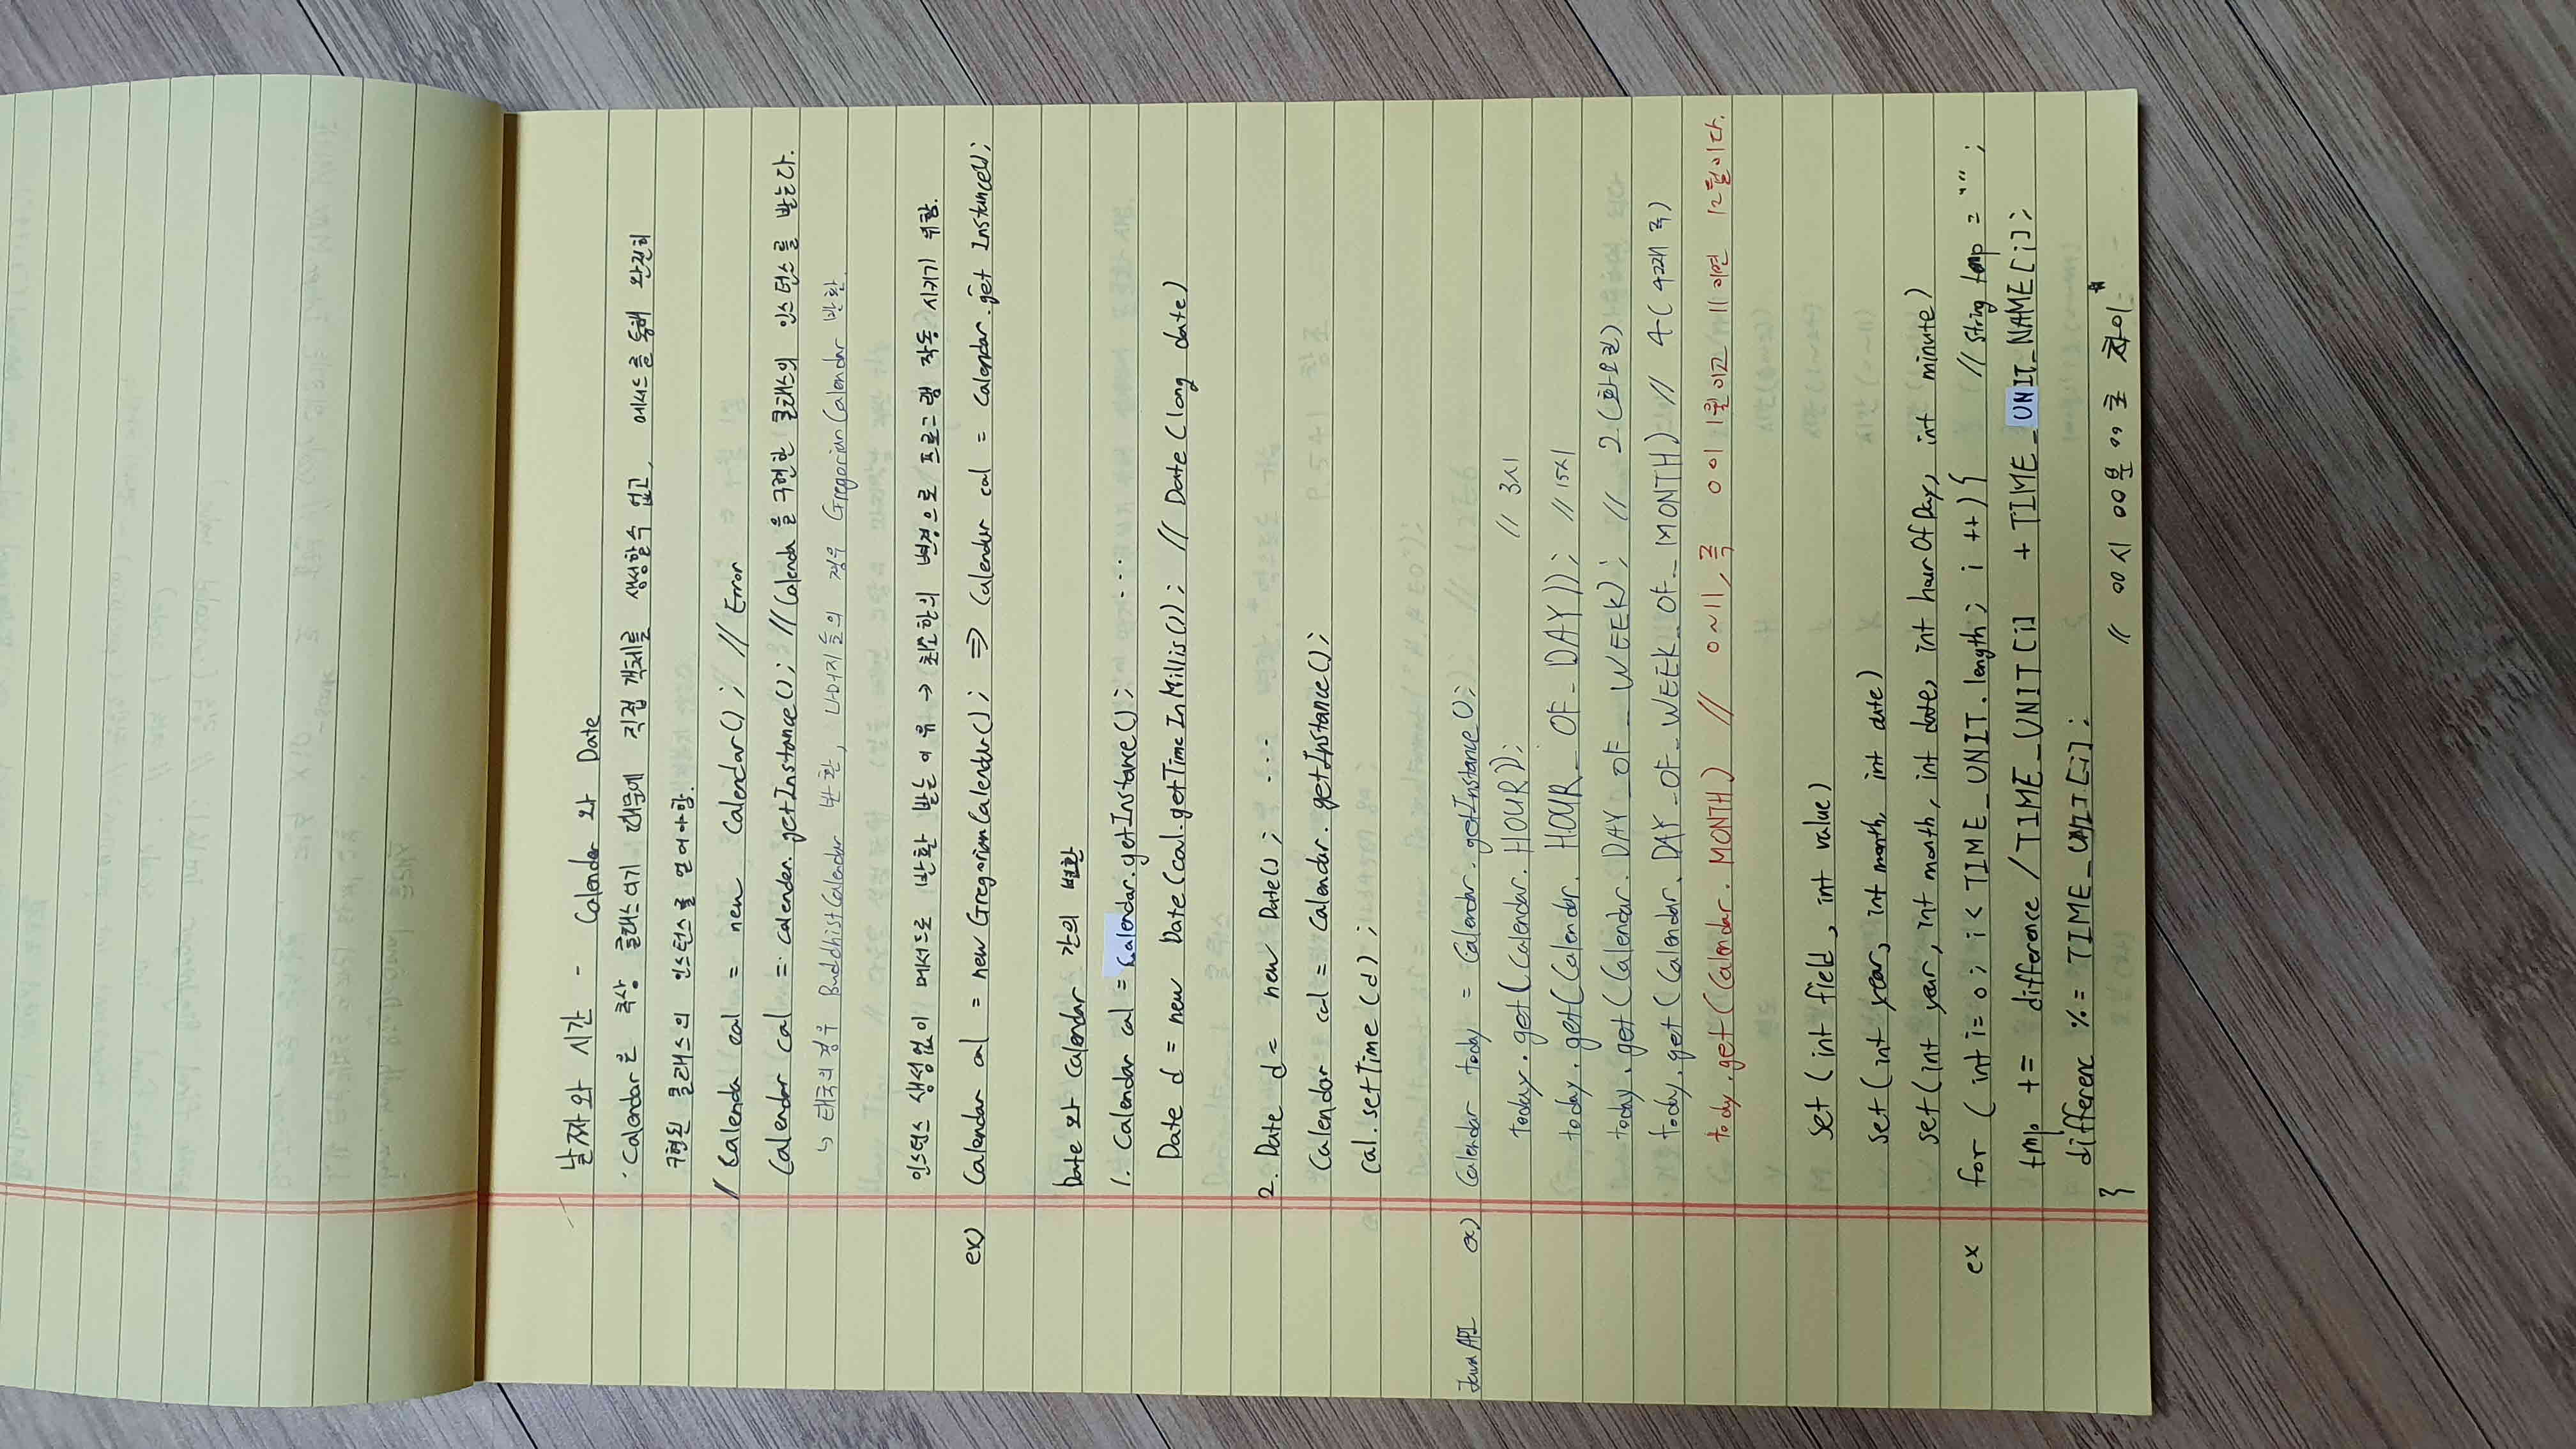 날짜와 시간 - Calender 와 Date
· Calendar은 추상 클래스이기 때문에 직접 객체를 생성할수 없고, 메서드를 통해 완전히
구현된 클래스의 인스턴스를 얻어야함.
// Calenda cal = new Calendar(); // Error
Calendar cal = calender.getInstance(); // Calenda 을 구현한 클래스의 인스턴스를 받는다.
↳ 태국의 경우 BuddhistCalendar 반환, 나머지들의 경우 GregorianCalendar 반환.
인스턴스 생성없이 메서드로 반환 받는 이유 → 최소한의 변경으로 프로그램 작동 시키기 위함.
ex) Calendar cal = new GregorianCalendar(); ⇒ Calendar cal = Calendar.get Instance();
Date 와 Calendar 간의 변환
1. Calendar cal = Calendar.getInstance(); ...
Date d = new Date(cal.getTimeInMillis()); // Date (long date)
2. Date d = new Date(); ...
Calendar cal = Calendar.getInstance();
cal.setTime(d);
Java API ex) Calendar today = Calendar.getInstance();
today.get(Calendar.HOUR)); // 3시
today.get(Calendar.HOUR_OF_DAY)); // 15시
today.get(Calendar.DAY_OF_WEEK); // 2(화요일)
today.get(Calendar.DAY_OF_WEEK_OF_MONTH) // 4(4째 주)
today.get(Calendar.MONTH) // 0~11, 즉 0이 1월이고 11이면 12월이다.
set (int field, int value)
set(int year, int month, int date)
set(int year, int month, int date, int hourOfDay, int minute)
ex for (int i=0; i < TIME_UNIT.length; i++){ // String tmp = "";
tmp += difference / TIME_UNIT[i] + TIME_UNIT_NAME[i];
differenc %= TIME_UNIT[i];
} // 00시 00분 00초 차이